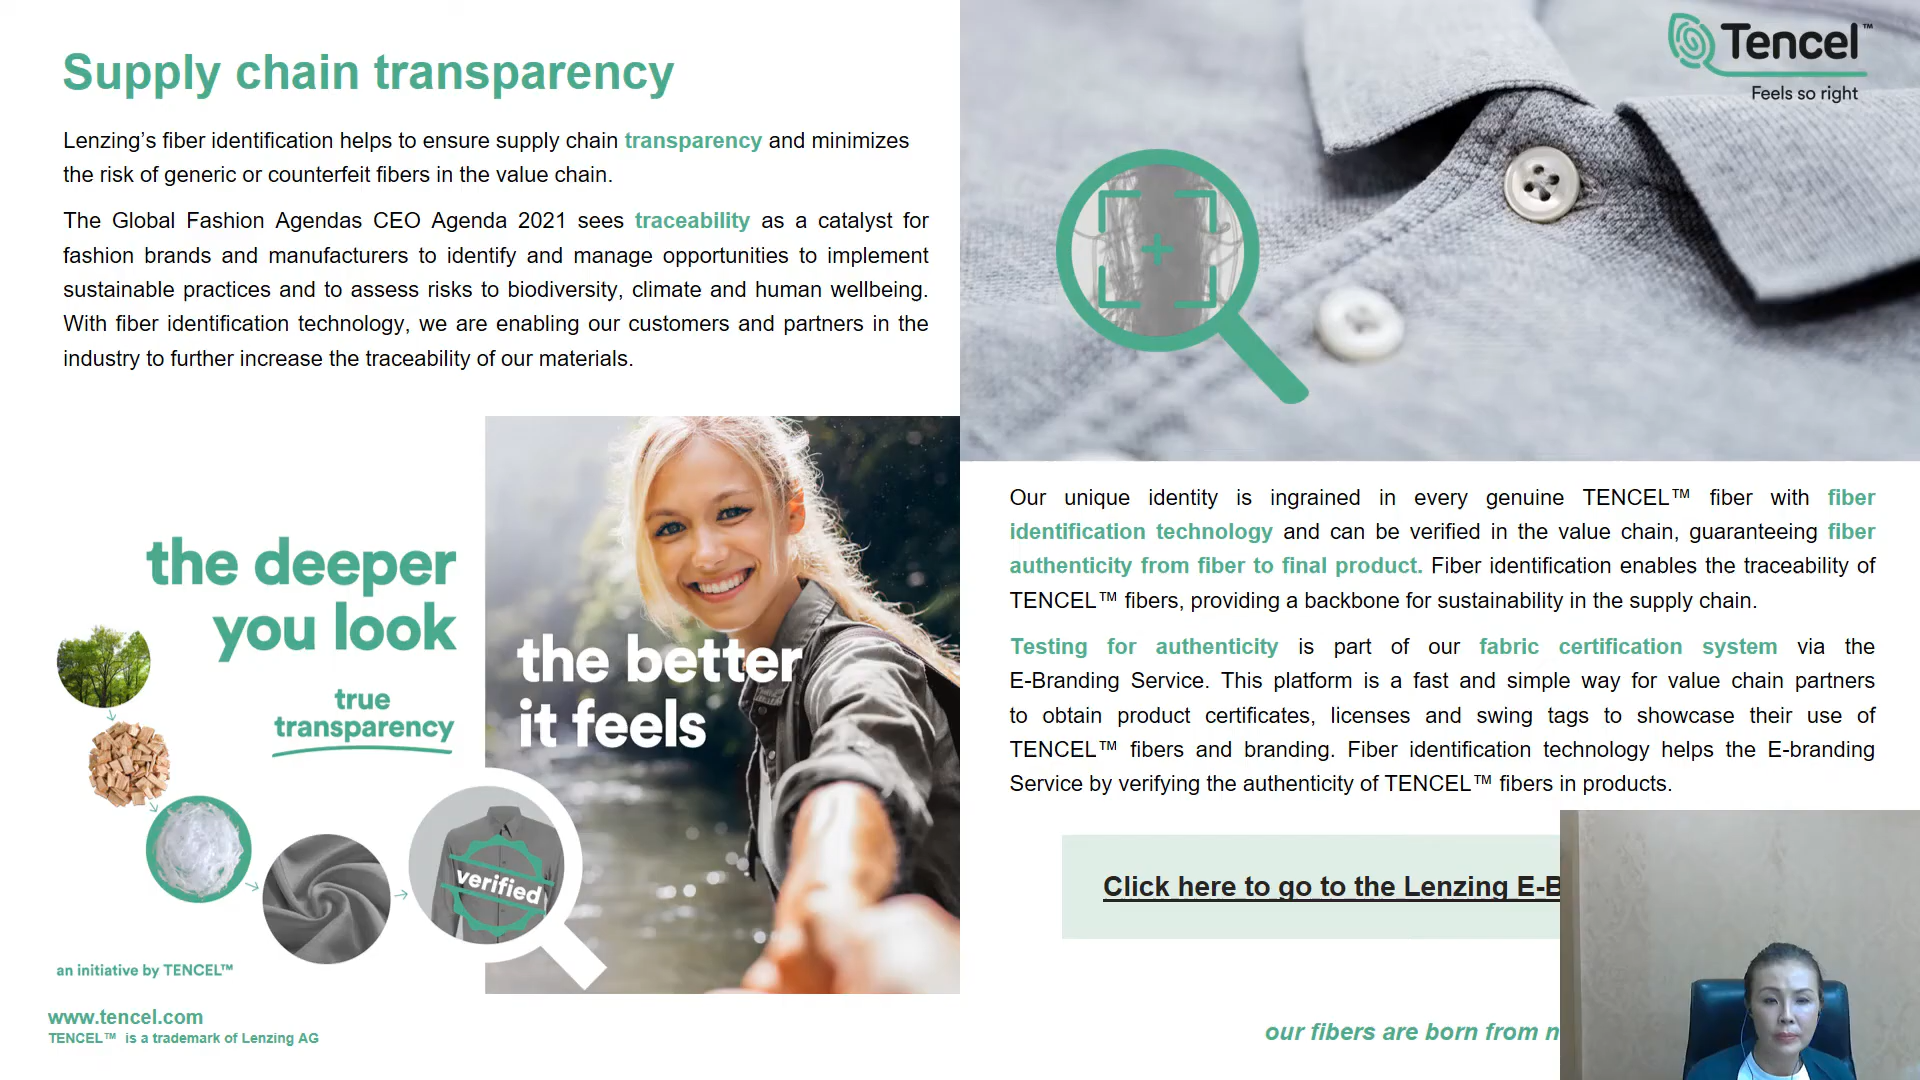 Supply chain transparency
Lenzing’s fiber identification helps to ensure supply chain transparency and minimizes
the risk of generic or counterfeit fibers in the value chain.
The Global Fashion Agendas CEO Agenda 2021 sees traceability as a catalyst for
fashion brands and manufacturers to identify and manage opportunities to implement
sustainable practices and to assess risks to biodiversity, climate and human wellbeing.
With fiber identification technology, we are enabling our customers and partners in the
industry to further increase the traceability of our materials.
the deeper
you look
true
transparency
the better
it feels
verified
an initiative by TENCEL™
www.tencel.com
TENCEL™ is a trademark of Lenzing AG
Tencel™
Feels so right
Our unique identity is ingrained in every genuine TENCEL™ fiber with fiber
identification technology and can be verified in the value chain, guaranteeing fiber
authenticity from fiber to final product. Fiber identification enables the traceability of
TENCEL™ fibers, providing a backbone for sustainability in the supply chain.
Testing for authenticity is part of our fabric certification system via the
E-Branding Service. This platform is a fast and simple way for value chain partners
to obtain product certificates, licenses and swing tags to showcase their use of
TENCEL™ fibers and branding. Fiber identification technology helps the E-branding
Service by verifying the authenticity of TENCEL™ fibers in products.
Click here to go to the Lenzing E-B
our fibers are born from n